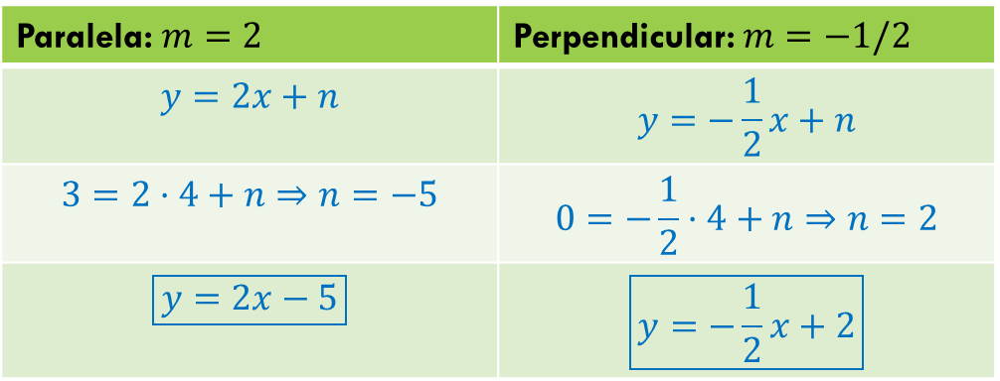 Paralela: m = 2
Perpendicular: m = −1/2
y = 2x + n
y = −1/2 x + n
3 = 2 · 4 + n ⇒ n = −5
0 = −1/2 · 4 + n ⇒ n = 2
y = 2x − 5
y = −1/2 x + 2